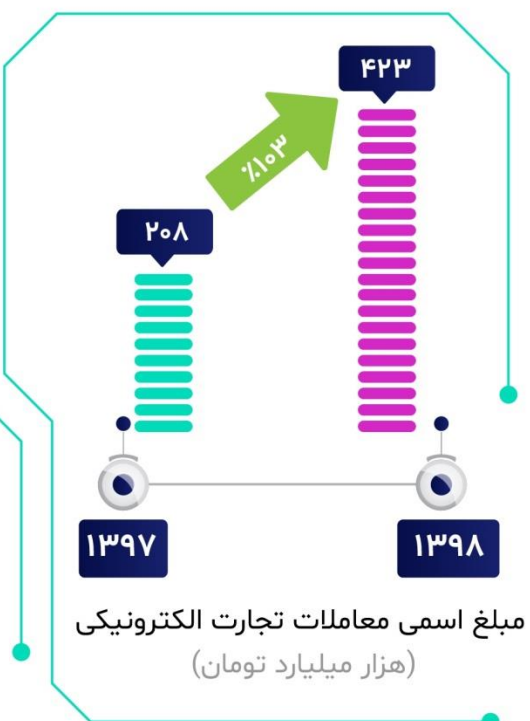 ۴۲۳
٪۱۰۳
۲۰۸
۱۳۹۷
۱۳۹۸
مبلغ اسمی معاملات تجارت الکترونیکی
(هزار میلیارد تومان)